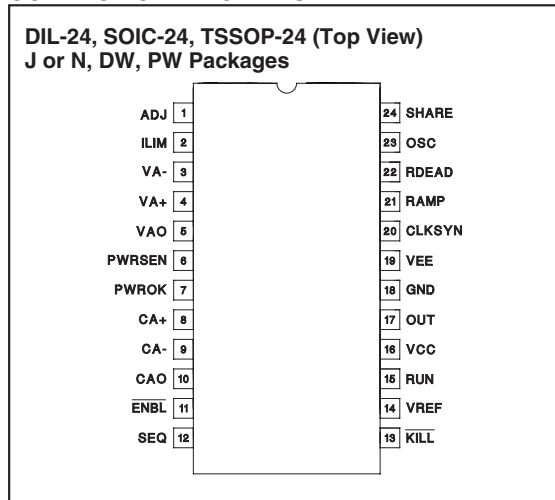 DIL-24, SOIC-24, TSSOP-24 (Top View)
J or N, DW, PW Packages
ADJ 1 24 SHARE
ILIM 2 23 OSC
VA- 3 22 RDEAD
VA+ 4 21 RAMP
VAO 5 20 CLKSYN
PWRSEN 6 19 VEE
PWROK 7 18 GND
CA+ 8 17 OUT
CA- 9 16 VCC
CAO 10 15 RUN
ENBL 11 14 VREF
SEQ 12 13 KILL